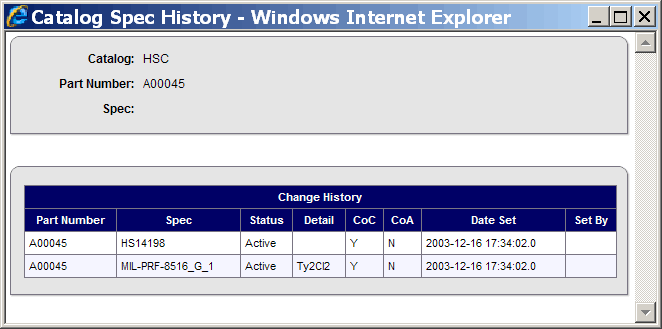 Catalog Spec History - Windows Internet Explorer
Catalog: HSC
Part Number: A00045
Spec:
Change History
Part Number Spec Status Detail CoC CoA Date Set Set By
A00045 HS14198 Active Y N 2003-12-16 17:34:02.0
A00045 MIL-PRF-8516_G_1 Active Ty2Cl2 Y N 2003-12-16 17:34:02.0